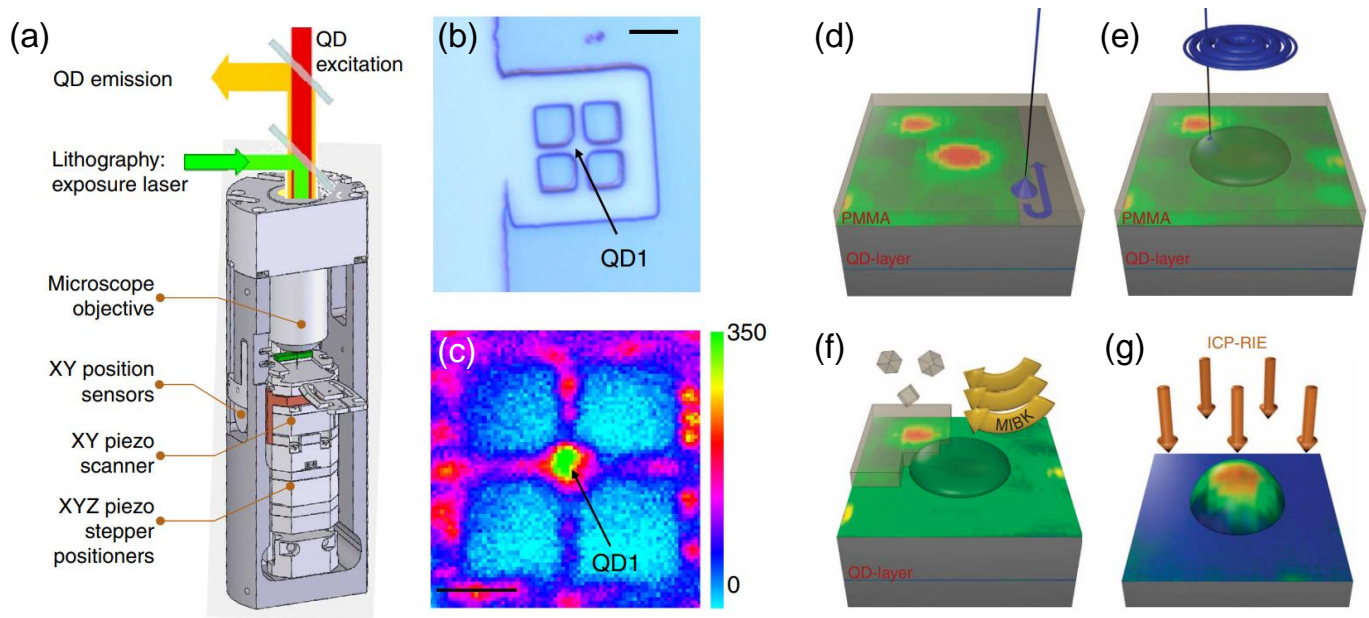 (a)
QD
excitation
QD emission
Lithography:
exposure laser
Microscope
objective
XY position
sensors
XY piezo
scanner
XYZ piezo
stepper
positioners
(b)
QD1
(c)
350
0
QD1
(d)
PMMA
QD-layer
(e)
PMMA
QD-layer
(f)
MIBK
QD-layer
(g)
ICP-RIE